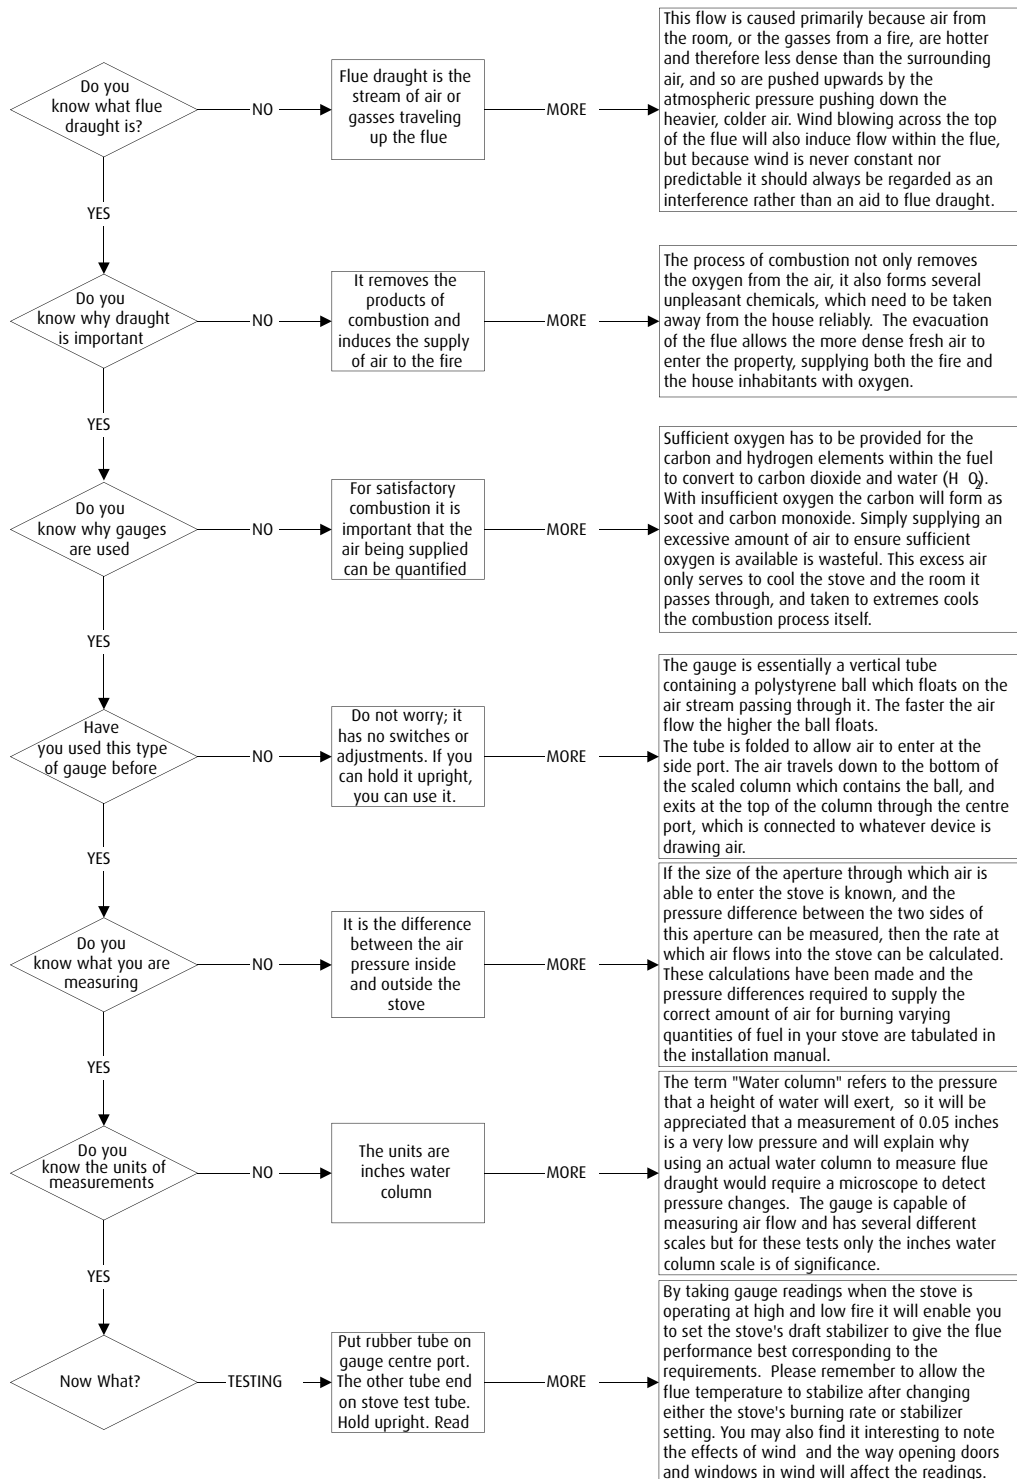 Do you
know what flue
draught is?
NO
Flue draught is the
stream of air or
gasses traveling
up the flue
MORE
This flow is caused primarily because air from
the room, or the gasses from a fire, are hotter
and therefore less dense than the surrounding
air, and so are pushed upwards by the
atmospheric pressure pushing down the
heavier, colder air. Wind blowing across the top
of the flue will also induce flow within the flue,
but because wind is never constant nor
predictable it should always be regarded as an
interference rather than an aid to flue draught.
YES
Do you
know why draught
is important
NO
It removes the
products of
combustion and
induces the supply
of air to the fire
MORE
The process of combustion not only removes
the oxygen from the air, it also forms several
unpleasant chemicals, which need to be taken
away from the house reliably.  The evacuation
of the flue allows the more dense fresh air to
enter the property, supplying both the fire and
the house inhabitants with oxygen.
YES
Do you
know why gauges
are used
NO
For satisfactory
combustion it is
important that the
air being supplied
can be quantified
MORE
Sufficient oxygen has to be provided for the
carbon and hydrogen elements within the fuel
to convert to carbon dioxide and water (H O2).
With insufficient oxygen the carbon will form as
soot and carbon monoxide. Simply supplying an
excessive amount of air to ensure sufficient
oxygen is available is wasteful. This excess air
only serves to cool the stove and the room it
passes through, and taken to extremes cools
the combustion process itself.
YES
Have
you used this type
of gauge before
NO
Do not worry; it
has no switches or
adjustments. If you
can hold it upright,
you can use it.
MORE
The gauge is essentially a vertical tube
containing a polystyrene ball which floats on the
air stream passing through it. The faster the air
flow the higher the ball floats.
The tube is folded to allow air to enter at the
side port. The air travels down to the bottom of
the scaled column which contains the ball, and
exits at the top of the column through the centre
port, which is connected to whatever device is
drawing air.
YES
Do you
know what you are
measuring
NO
It is the difference
between the air
pressure inside
and outside the
stove
MORE
If the size of the aperture through which air is
able to enter the stove is known, and the
pressure difference between the two sides of
this aperture can be measured, then the rate at
which air flows into the stove can be calculated.
These calculations have been made and the
pressure differences required to supply the
correct amount of air for burning varying
quantities of fuel in your stove are tabulated in
the installation manual.
YES
Do you
know the units of
measurements
NO
The units are
inches water
column
MORE
The term "Water column" refers to the pressure
that a height of water will exert,  so it will be
appreciated that a measurement of 0.05 inches
is a very low pressure and will explain why
using an actual water column to measure flue
draught would require a microscope to detect
pressure changes.  The gauge is capable of
measuring air flow and has several different
scales but for these tests only the inches water
column scale is of significance.
YES
Now What?
TESTING
Put rubber tube on
gauge centre port.
The other tube end
on stove test tube.
Hold upright. Read
MORE
By taking gauge readings when the stove is
operating at high and low fire it will enable you
to set the stove's draft stabilizer to give the flue
performance best corresponding to the
requirements.  Please remember to allow the
flue temperature to stabilize after changing
either the stove's burning rate or stabilizer
setting. You may also find it interesting to note
the effects of wind  and the way opening doors
and windows in wind will affect the readings.